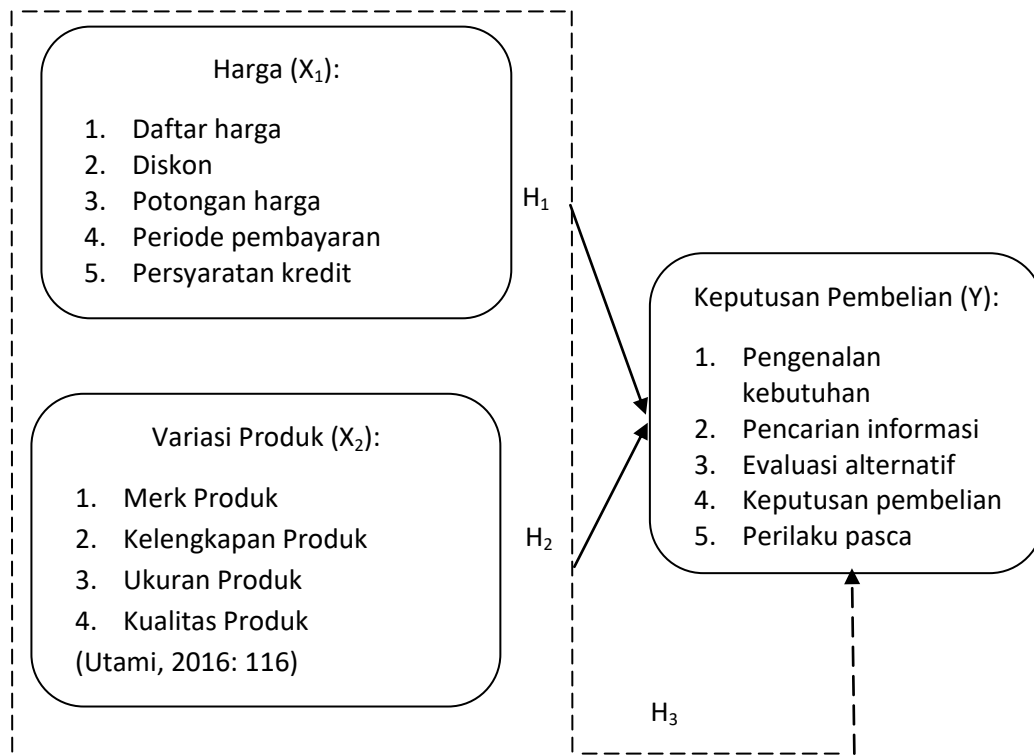 Harga (X₁):
1. Daftar harga
2. Diskon
3. Potongan harga
4. Periode pembayaran
5. Persyaratan kredit
H₁
Variasi Produk (X₂):
1. Merk Produk
2. Kelengkapan Produk
3. Ukuran Produk
4. Kualitas Produk
(Utami, 2016: 116)
H₂
Keputusan Pembelian (Y):
1. Pengenalan
kebutuhan
2. Pencarian informasi
3. Evaluasi alternatif
4. Keputusan pembelian
5. Perilaku pasca
H₃